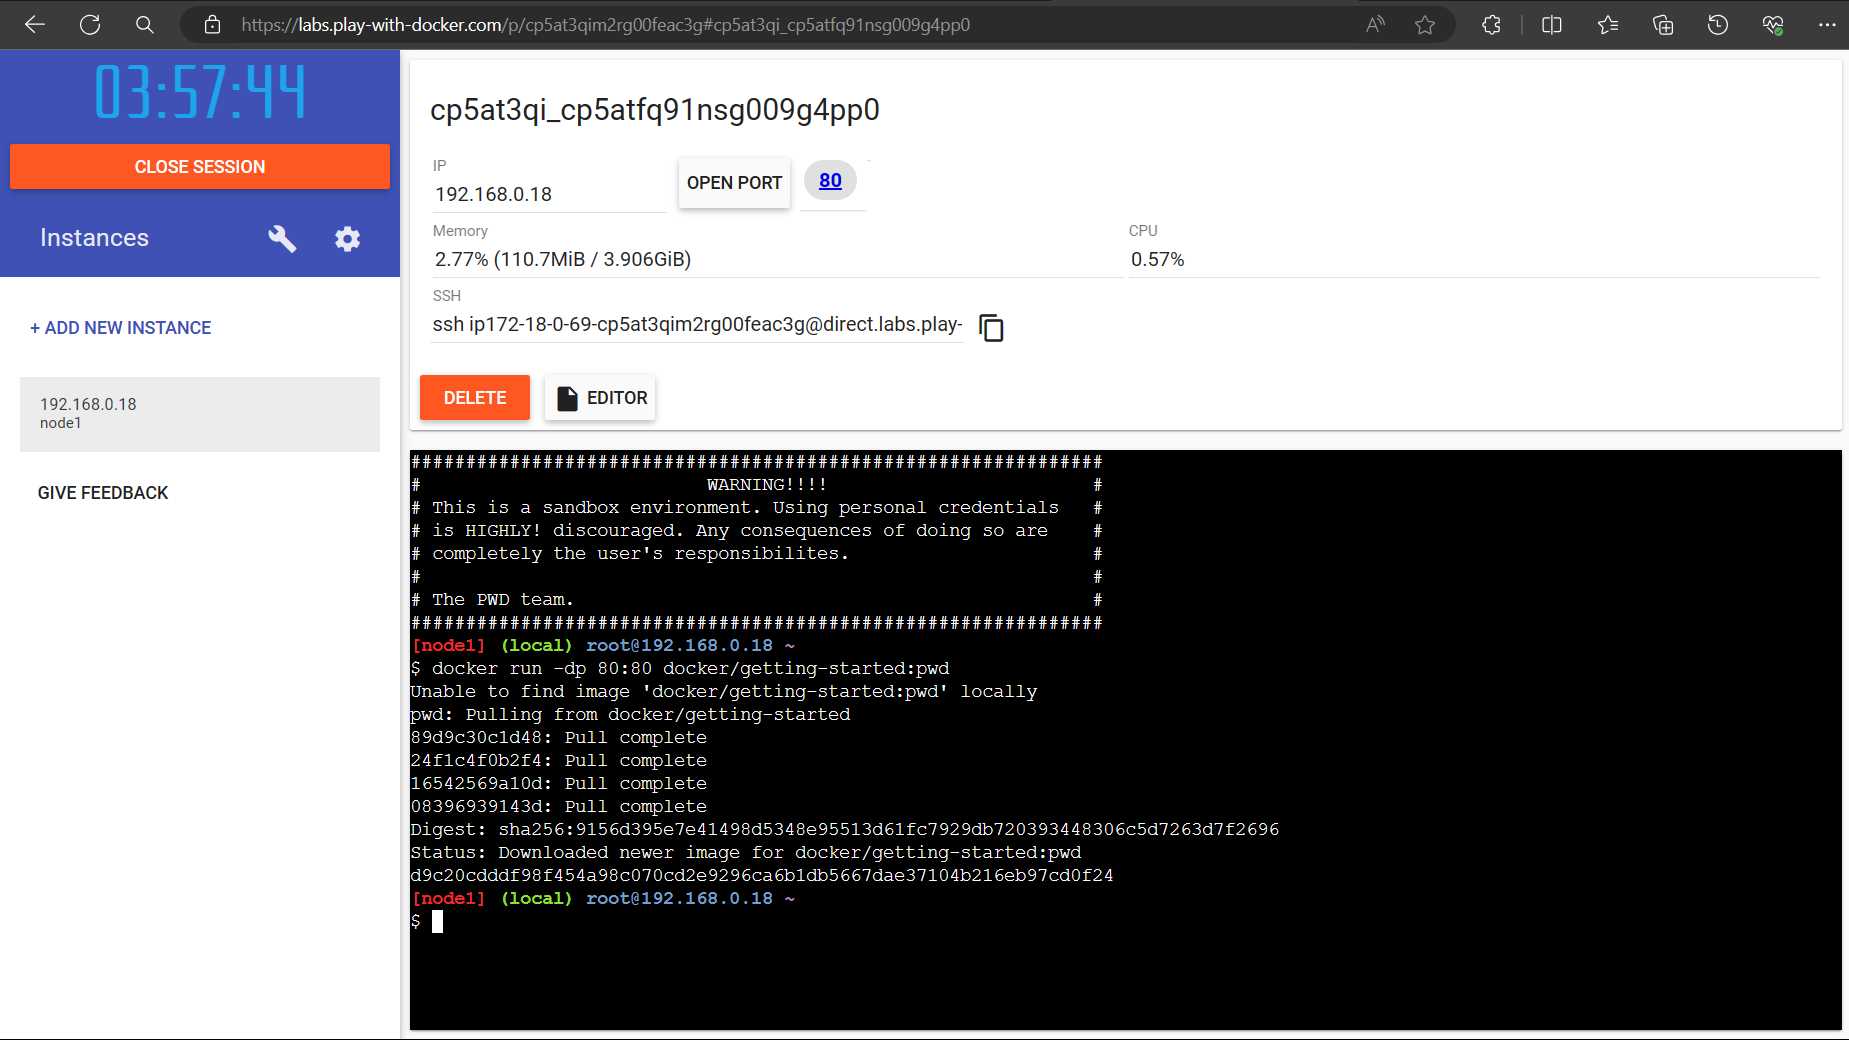 https://labs.play-with-docker.com/p/cp5at3qim2rg00feac3g#cp5at3qi_cp5atfq91nsg009g4pp0
03:57:44
CLOSE SESSION
Instances
+ ADD NEW INSTANCE
192.168.0.18
node1
GIVE FEEDBACK
cp5at3qi_cp5atfq91nsg009g4pp0
IP
192.168.0.18
OPEN PORT
80
Memory
2.77% (110.7MiB / 3.906GiB)
CPU
0.57%
SSH
ssh ip172-18-0-69-cp5at3qim2rg00feac3g@direct.labs.play-
DELETE
EDITOR
###############################################################
# WARNING!!!! #
# This is a sandbox environment. Using personal credentials #
# is HIGHLY! discouraged. Any consequences of doing so are #
# completely the user's responsibilites. #
# #
# The PWD team. #
###############################################################
[node1] (local) root@192.168.0.18 ~
$ docker run -dp 80:80 docker/getting-started:pwd
Unable to find image 'docker/getting-started:pwd' locally
pwd: Pulling from docker/getting-started
89d9c30c1d48: Pull complete
24f1c4f0b2f4: Pull complete
16542569a10d: Pull complete
08396939143d: Pull complete
Digest: sha256:9156d395e7e41498d5348e95513d61fc7929db720393448306c5d7263d7f2696
Status: Downloaded newer image for docker/getting-started:pwd
d9c20cdddf98f454a98c070cd2e9296ca6b1db5667dae37104b216eb97cd0f24
[node1] (local) root@192.168.0.18 ~
$